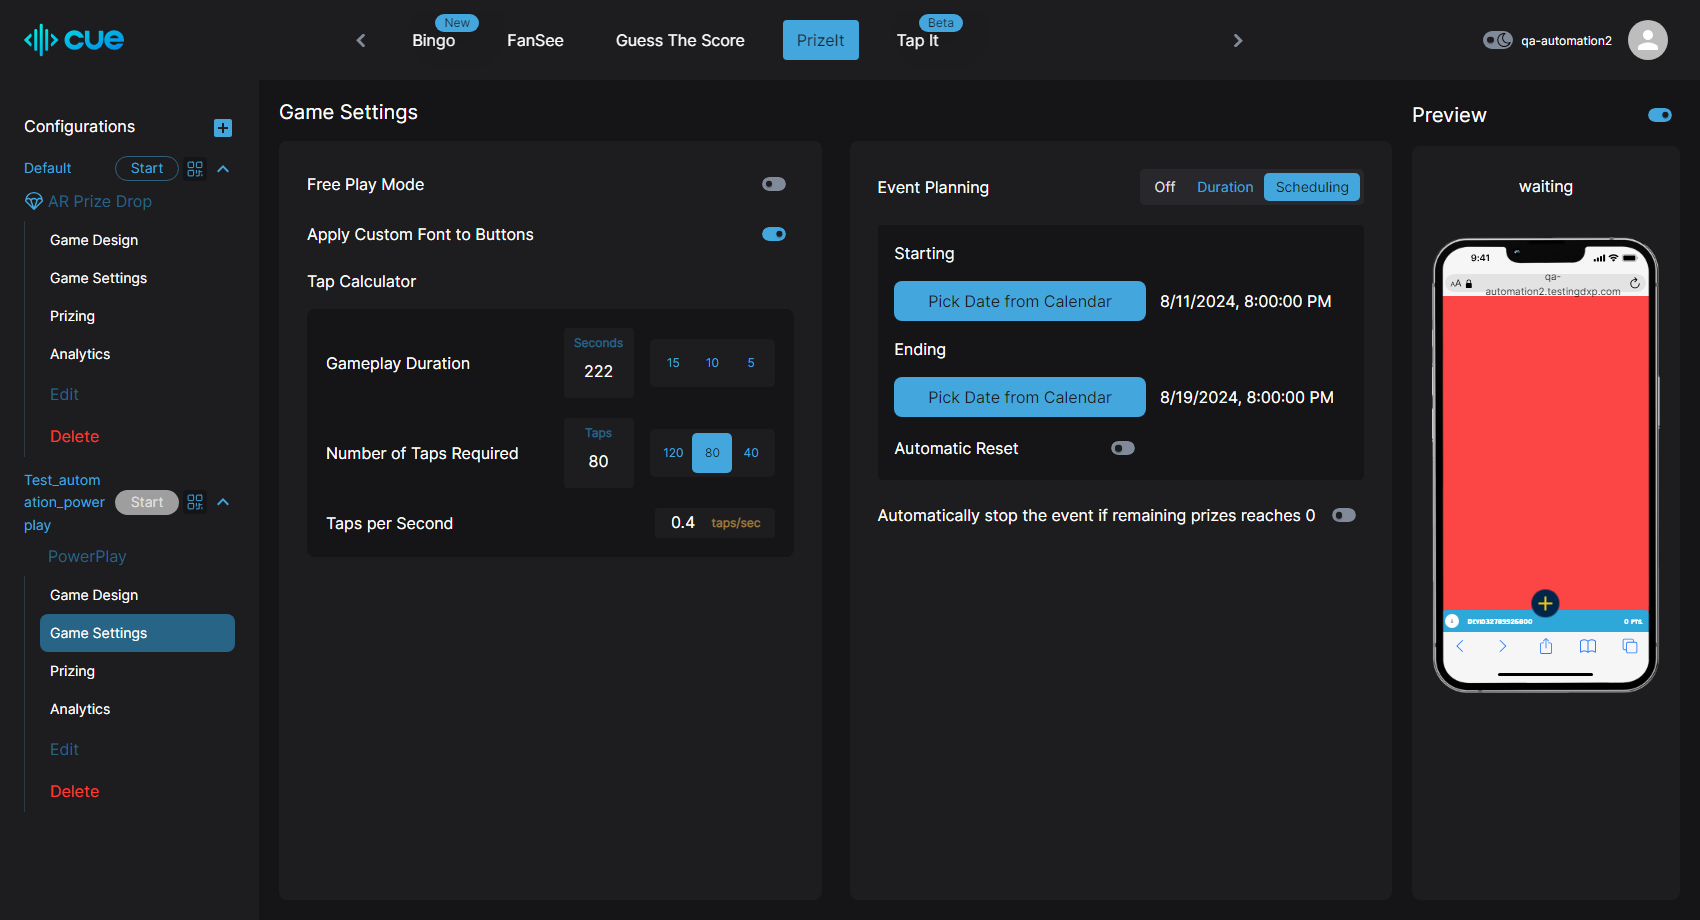 cue
Bingo
New
FanSee
Guess The Score
PrizeIt
Tap It
Beta
qa-automation2
Configurations
Default
Start
AR Prize Drop
Game Design
Game Settings
Prizing
Analytics
Edit
Delete
Test_autom
ation_power
play
Start
PowerPlay
Game Design
Game Settings
Prizing
Analytics
Edit
Delete
Game Settings
Free Play Mode
Apply Custom Font to Buttons
Tap Calculator
Gameplay Duration
Seconds
222
15 10 5
Number of Taps Required
Taps
80
120 80 40
Taps per Second
0.4 taps/sec
Event Planning
Off Duration Scheduling
Starting
Pick Date from Calendar 8/11/2024, 8:00:00 PM
Ending
Pick Date from Calendar 8/19/2024, 8:00:00 PM
Automatic Reset
Automatically stop the event if remaining prizes reaches 0
Preview
waiting
9:41
AA
qa-
automation2.testingdxp.com
0 PTS.